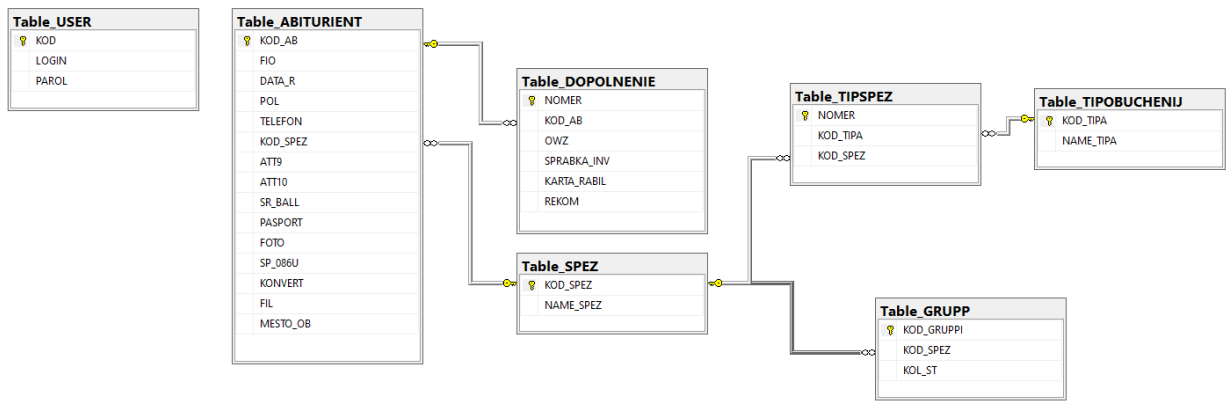 Table_USER
KOD
LOGIN
PAROL
Table_ABITURIENT
KOD_AB
FIO
DATA_R
POL
TELEFON
KOD_SPEZ
ATT9
ATT10
SR_BALL
PASPORT
FOTO
SP_086U
KONVERT
FIL
MESTO_OB
Table_DOPOLNENIE
NOMER
KOD_AB
OWZ
SPRABKA_INV
KARTA_RABIL
REKOM
Table_SPEZ
KOD_SPEZ
NAME_SPEZ
Table_TIPSPEZ
NOMER
KOD_TIPA
KOD_SPEZ
Table_TIPOBUCHENIJ
KOD_TIPA
NAME_TIPA
Table_GRUPP
KOD_GRUPPI
KOD_SPEZ
KOL_ST